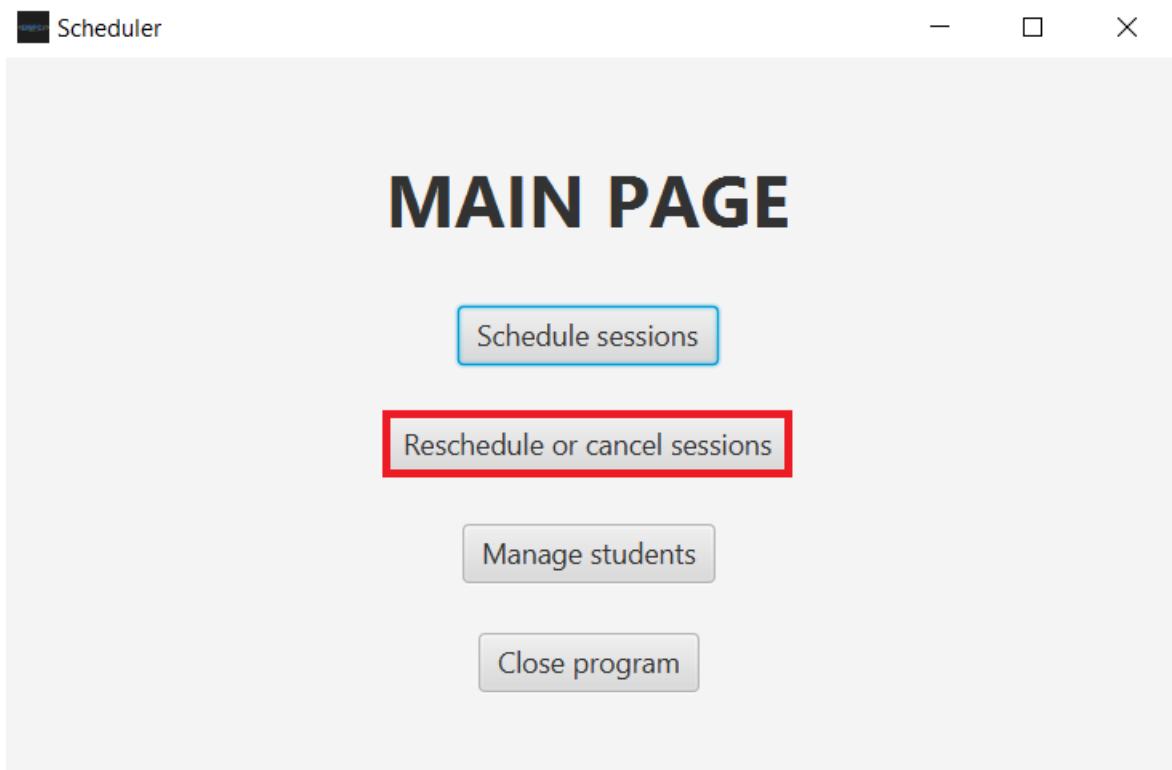 Scheduler
MAIN PAGE
Schedule sessions
Reschedule or cancel sessions
Manage students
Close program